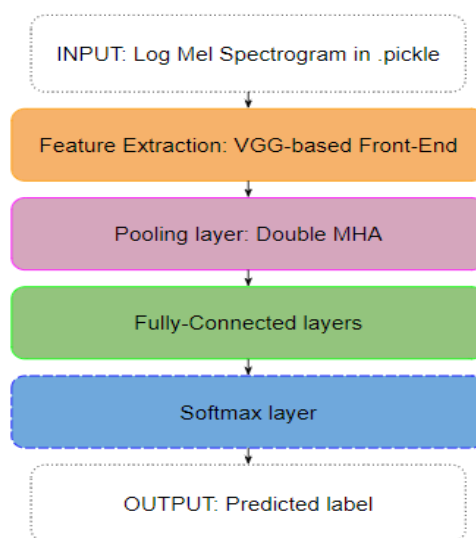 INPUT: Log Mel Spectrogram in .pickle
Feature Extraction: VGG-based Front-End
Pooling layer: Double MHA
Fully-Connected layers
Softmax layer
OUTPUT: Predicted label